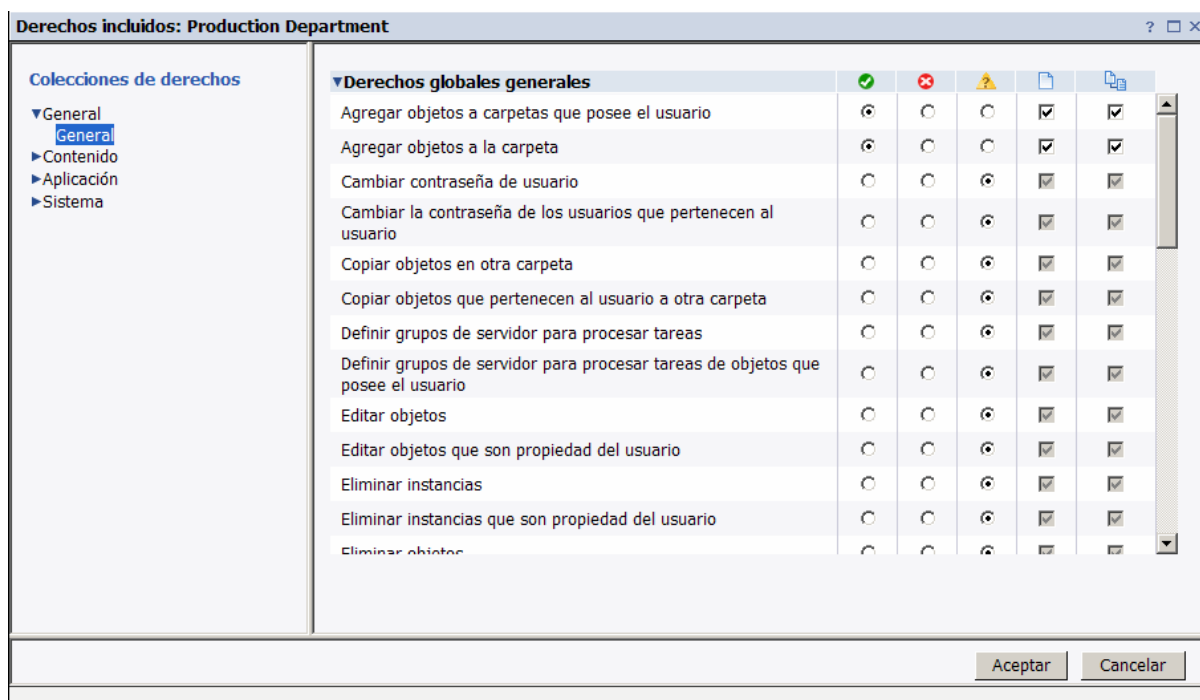 Derechos incluidos: Production Department
Colecciones de derechos
General
General
Contenido
Aplicación
Sistema
Derechos globales generales
Agregar objetos a carpetas que posee el usuario
Agregar objetos a la carpeta
Cambiar contraseña de usuario
Cambiar la contraseña de los usuarios que pertenecen al
usuario
Copiar objetos en otra carpeta
Copiar objetos que pertenecen al usuario a otra carpeta
Definir grupos de servidor para procesar tareas
Definir grupos de servidor para procesar tareas de objetos que
posee el usuario
Editar objetos
Editar objetos que son propiedad del usuario
Eliminar instancias
Eliminar instancias que son propiedad del usuario
Eliminar objetos
Aceptar Cancelar